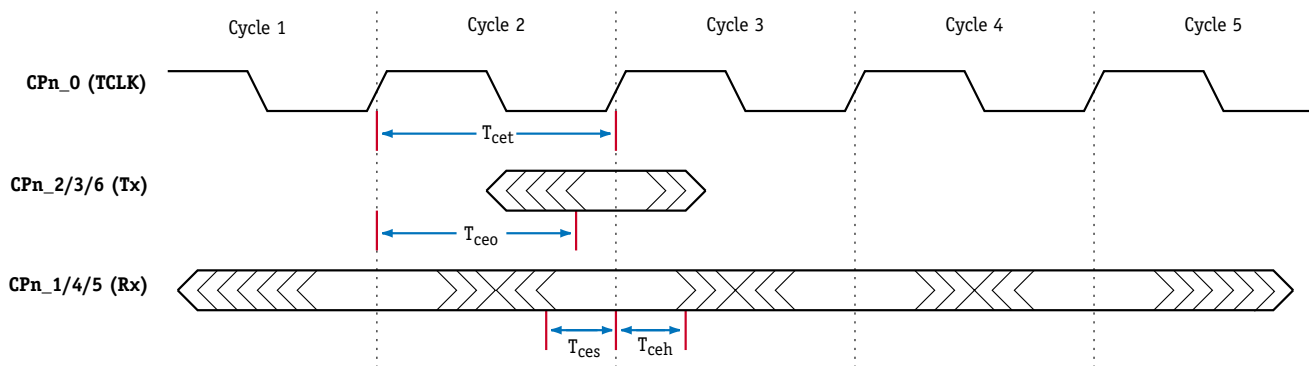 Cycle 1
Cycle 2
Cycle 3
Cycle 4
Cycle 5
CPn_0 (TCLK)
Tcet
CPn_2/3/6 (Tx)
Tceo
CPn_1/4/5 (Rx)
Tces
Tceh